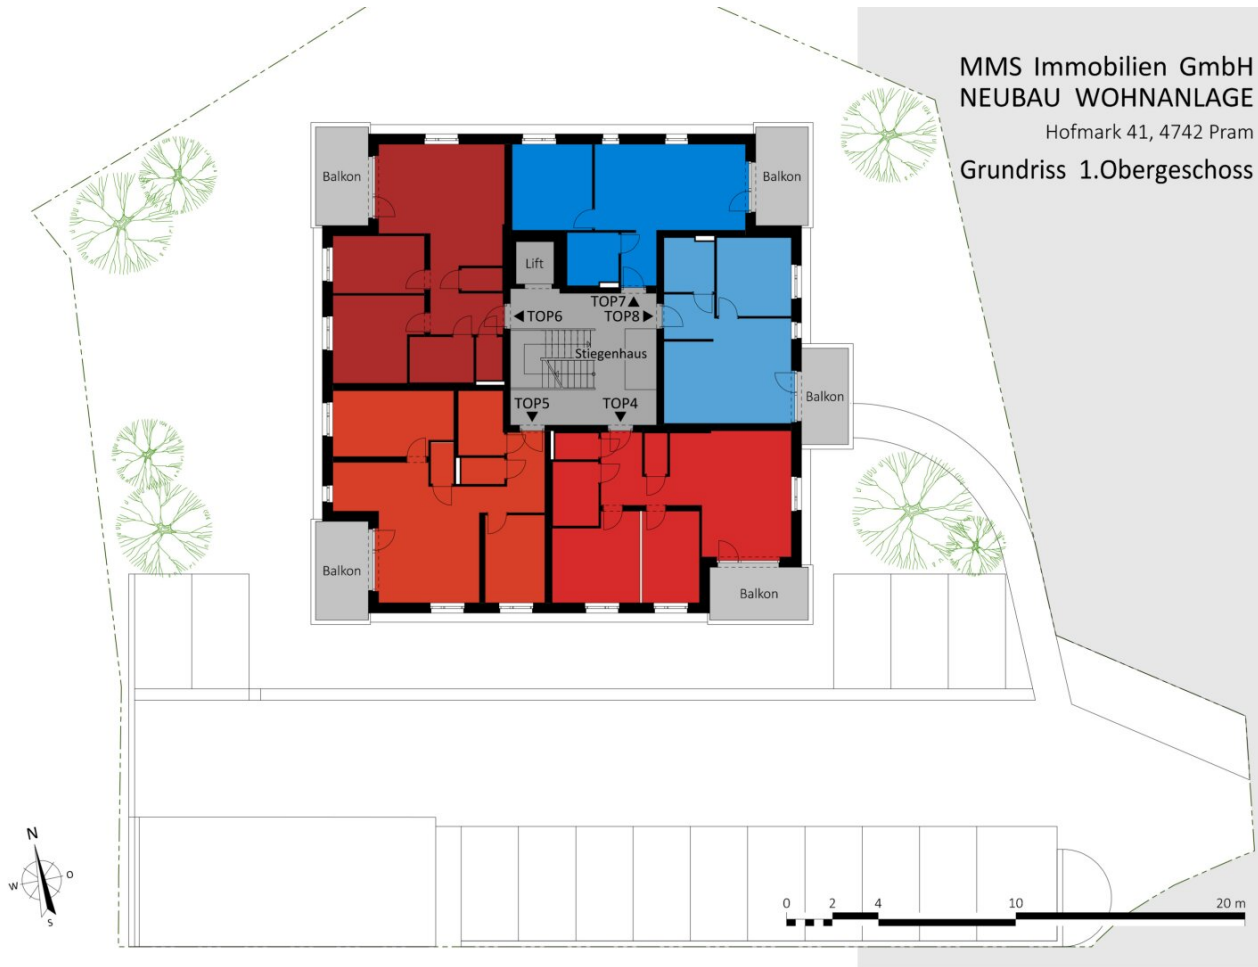 MMS Immobilien GmbH
NEUBAU WOHNANLAGE
Hofmark 41, 4742 Pram
Grundriss 1.Obergeschoss
Balkon
Balkon
Lift
TOP7
TOP6
TOP8
Stiegenhaus
Balkon
TOP5
TOP4
Balkon
Balkon
N
W
O
S
0 2 4 10 20 m